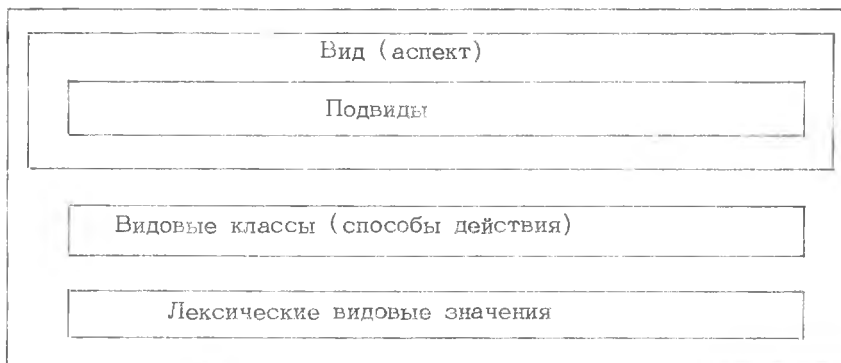 Вид (аспект)
Подвиды
Видовые классы (способы действия)
Лексические видовые значения